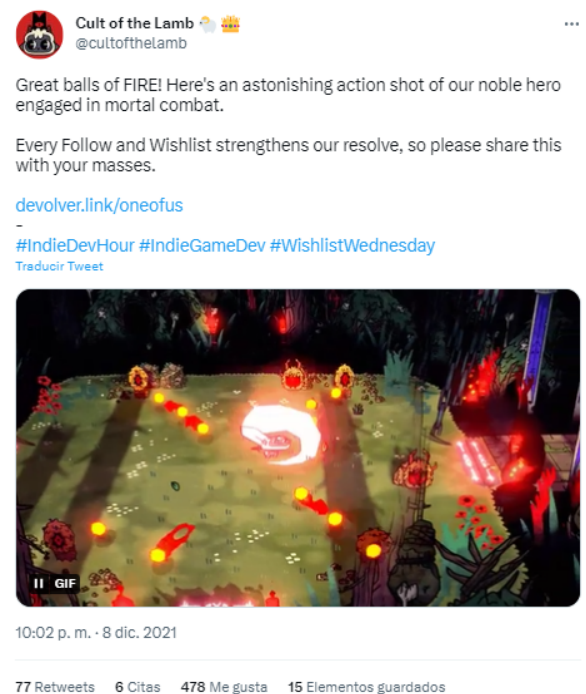 Cult of the Lamb 🐑 👑
@cultofthelamb
Great balls of FIRE! Here's an astonishing action shot of our noble hero
engaged in mortal combat.
Every Follow and Wishlist strengthens our resolve, so please share this
with your masses.
devolver.link/oneofus
-
#IndieDevHour #IndieGameDev #WishlistWednesday
Traducir Tweet
GIF
10:02 p. m. · 8 dic. 2021
77 Retweets 6 Citas 478 Me gusta 15 Elementos guardados